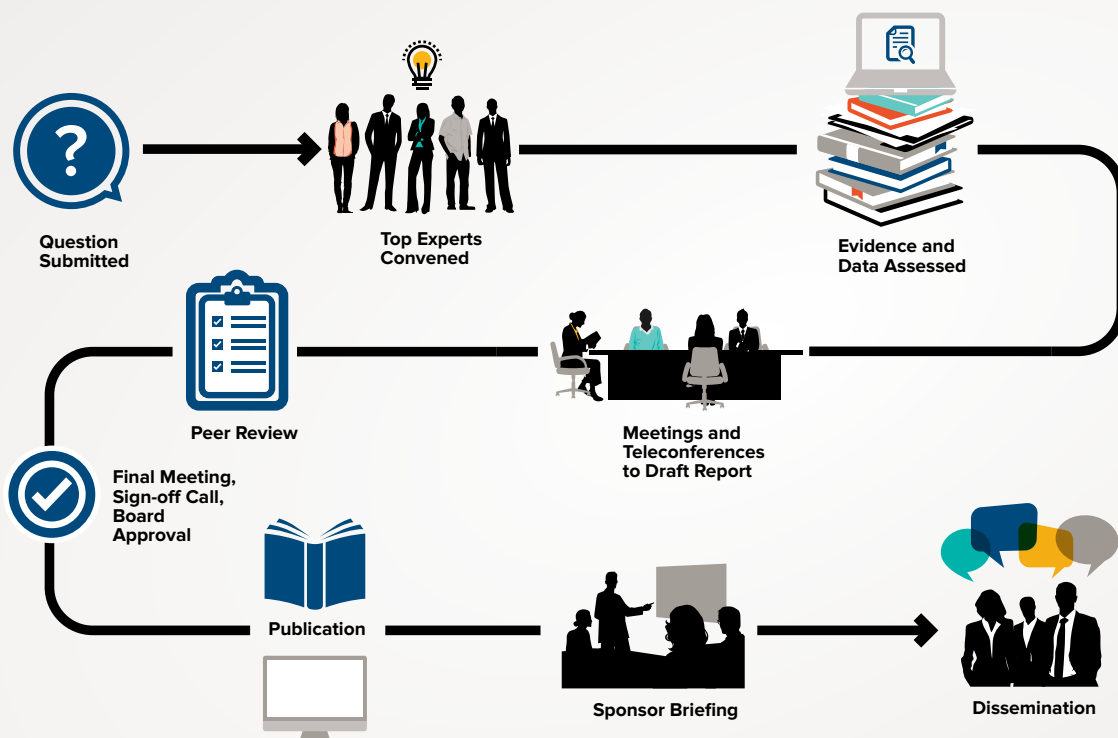 ?
Question
Submitted
Top Experts
Convened
Evidence and
Data Assessed
Meetings and
Teleconferences
to Draft Report
Peer Review
Final Meeting,
Sign-off Call,
Board
Approval
Publication
Sponsor Briefing
Dissemination